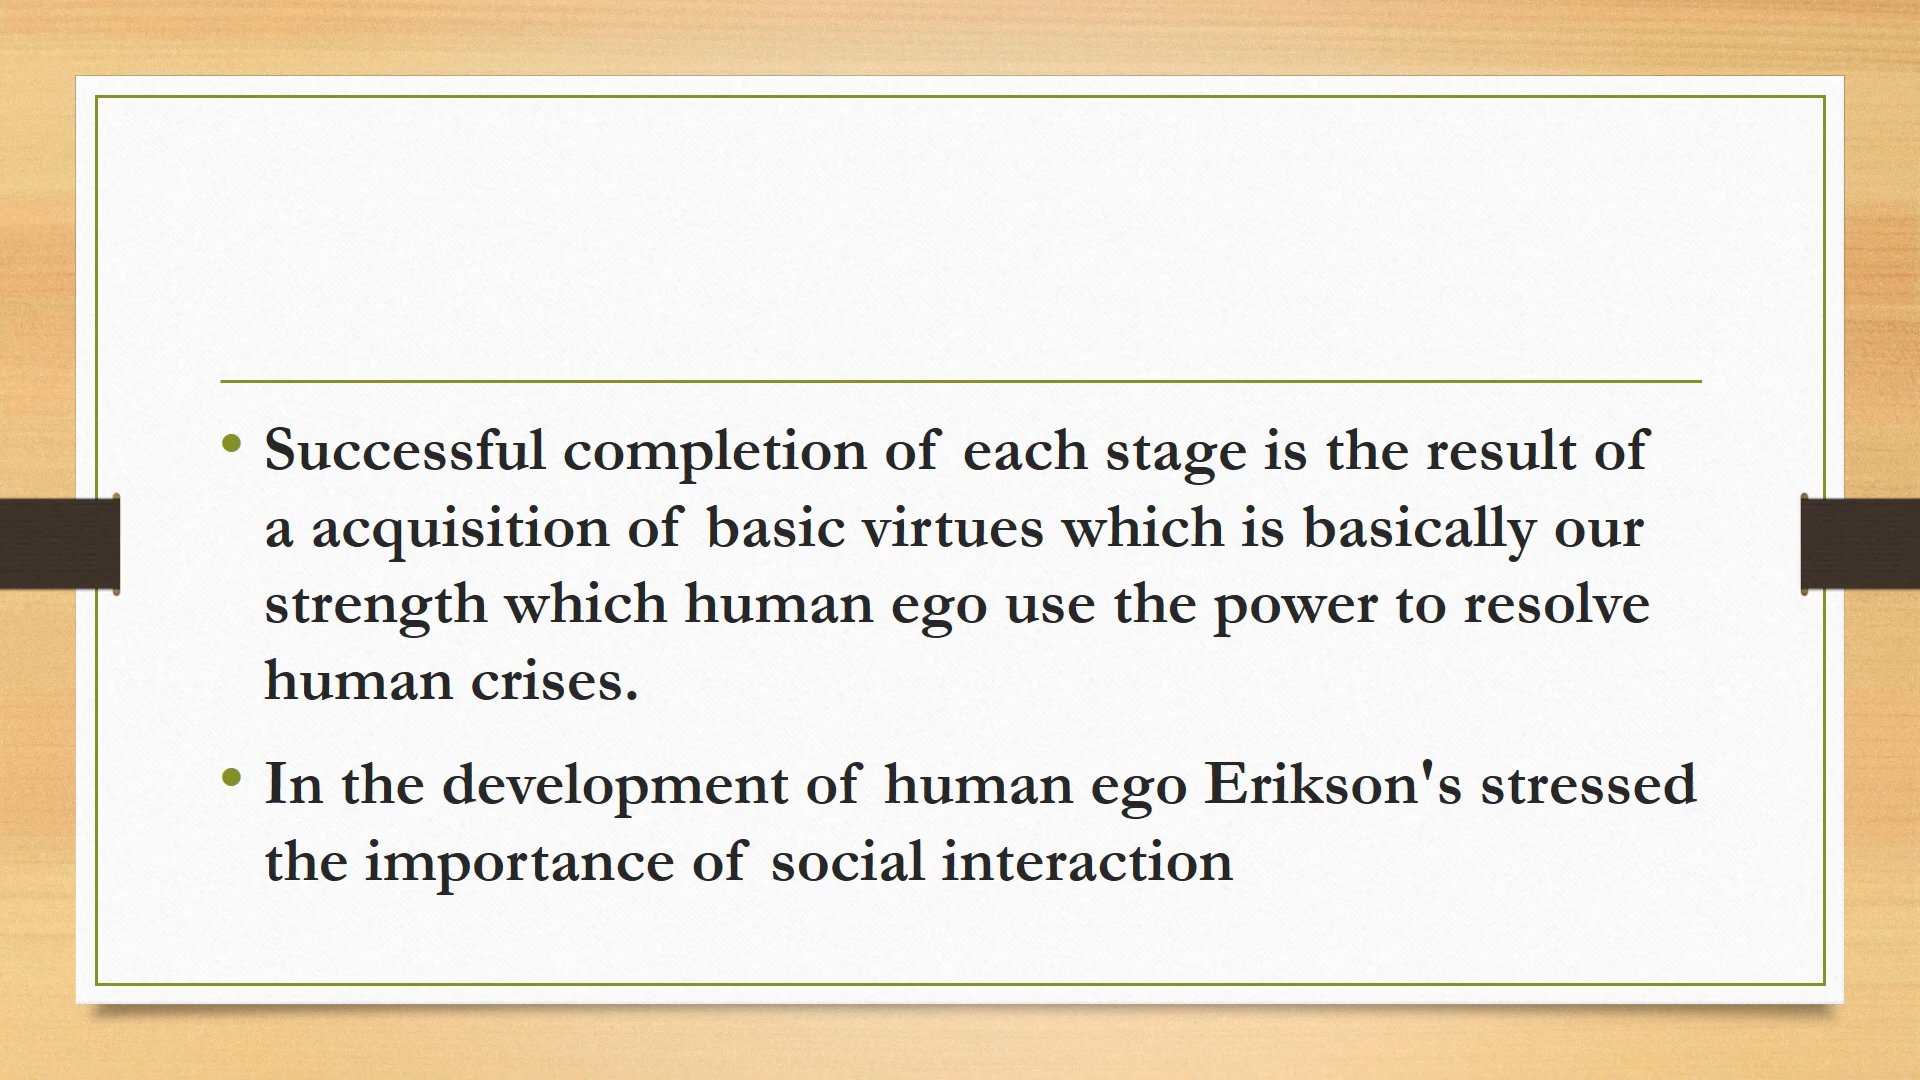 • Successful completion of each stage is the result of
a acquisition of basic virtues which is basically our
strength which human ego use the power to resolve
human crises.
• In the development of human ego Erikson's stressed
the importance of social interaction